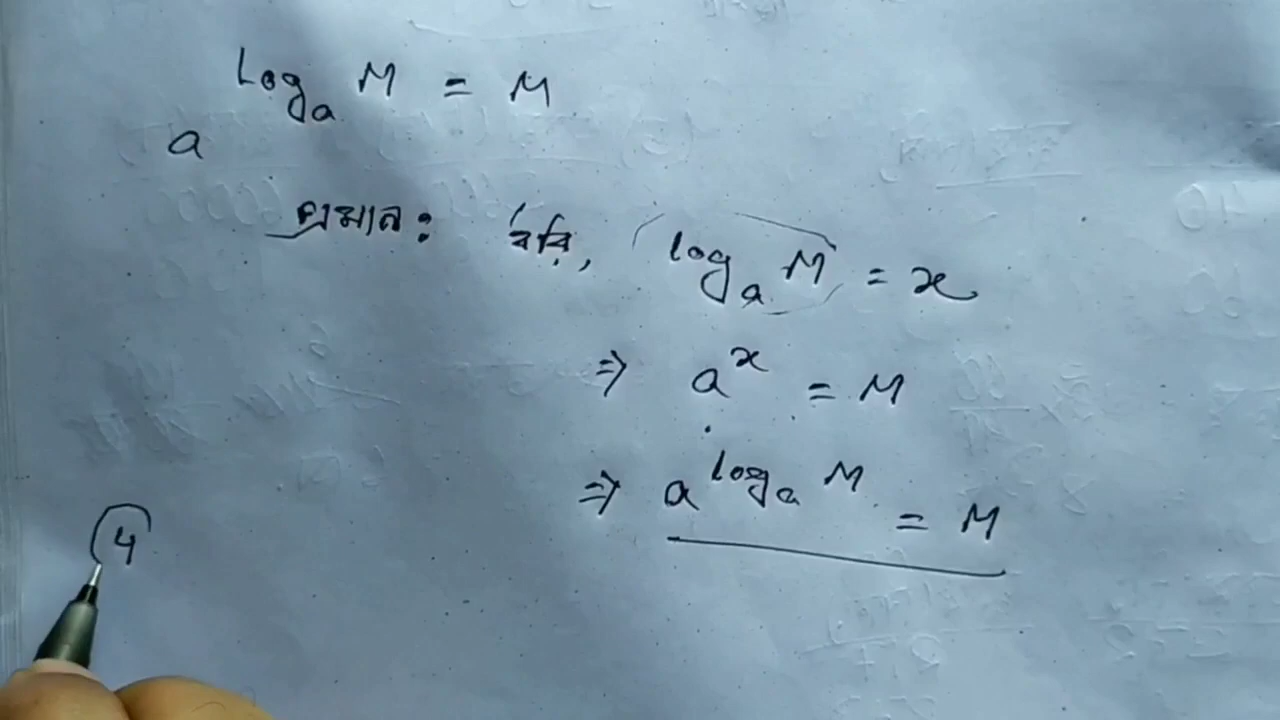 a^{log_a M} = M
প্রমান: ধরি, log_a M = x
⇒ a^x = M
⇒ a^{log_a M} = M
4